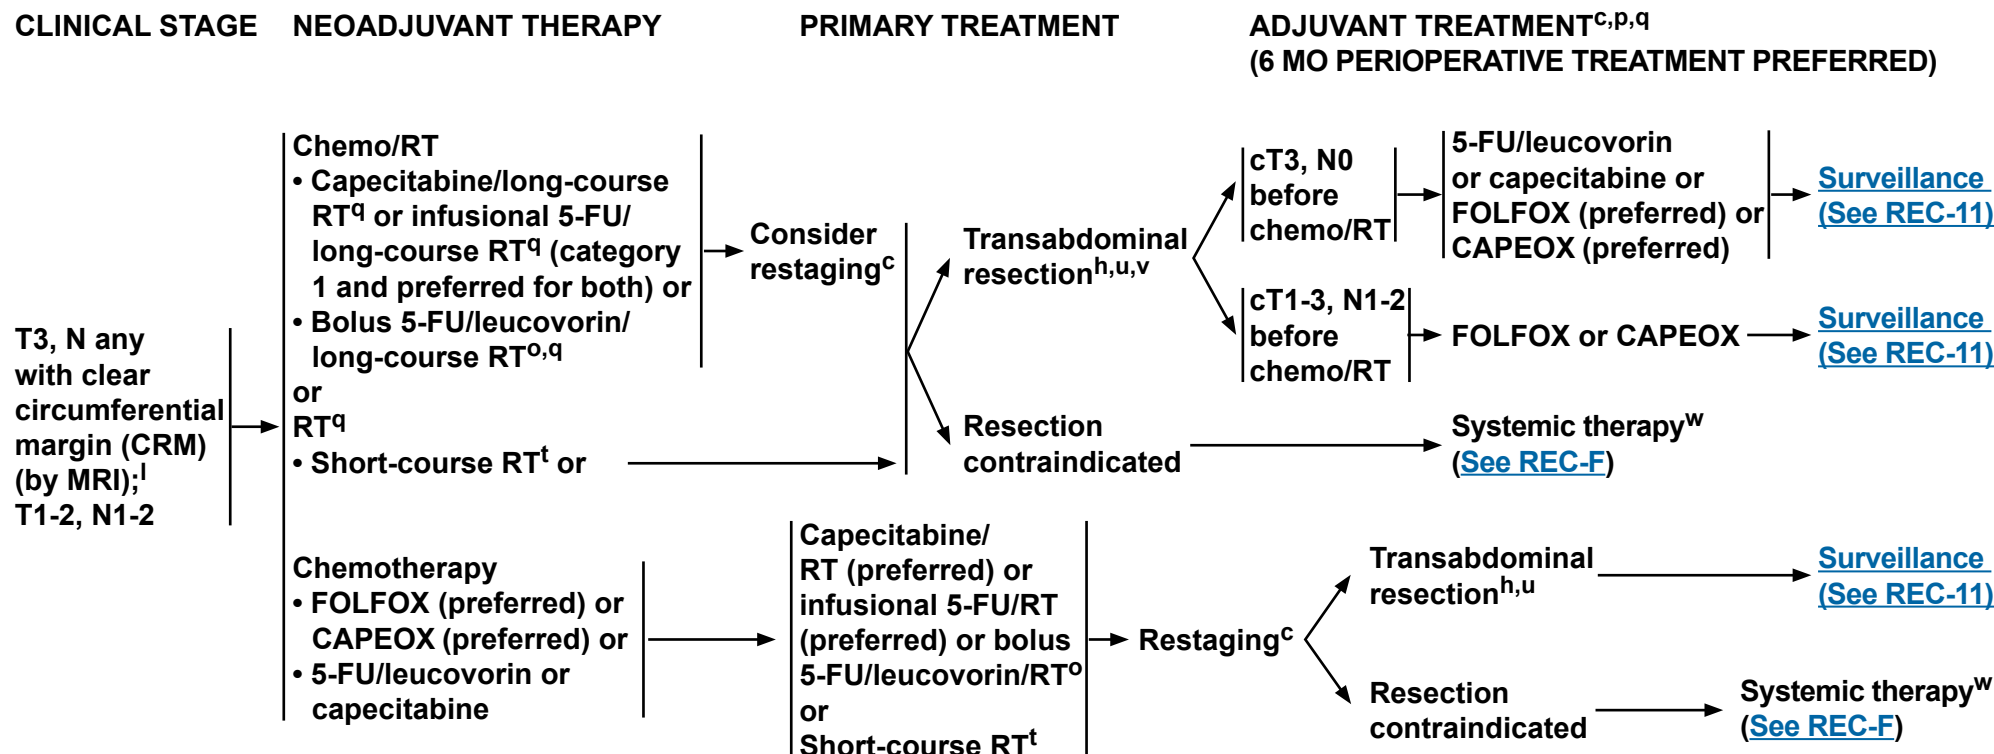 CLINICAL STAGE
NEOADJUVANT THERAPY
PRIMARY TREATMENT
ADJUVANT TREATMENTc,p,q
(6 MO PERIOPERATIVE TREATMENT PREFERRED)
T3, N any
with clear
circumferential
margin (CRM)
(by MRI);l
T1-2, N1-2
Chemo/RT
• Capecitabine/long-course
RTq or infusional 5-FU/
long-course RTq (category
1 and preferred for both) or
• Bolus 5-FU/leucovorin/
long-course RTo,q
or
RTq
• Short-course RTt or
Consider
restagingc
Transabdominal
resectionh,u,v
cT3, N0
before
chemo/RT
5-FU/leucovorin
or capecitabine or
FOLFOX (preferred) or
CAPEOX (preferred)
Surveillance
(See REC-11)
cT1-3, N1-2
before
chemo/RT
FOLFOX or CAPEOX
Surveillance
(See REC-11)
Resection
contraindicated
Systemic therapyw
(See REC-F)
Chemotherapy
• FOLFOX (preferred) or
CAPEOX (preferred) or
• 5-FU/leucovorin or
capecitabine
Capecitabine/
RT (preferred) or
infusional 5-FU/RT
(preferred) or bolus
5-FU/leucovorin/RTo
or
Short-course RTt
Restagingc
Transabdominal
resectionh,u
Surveillance
(See REC-11)
Resection
contraindicated
Systemic therapyw
(See REC-F)